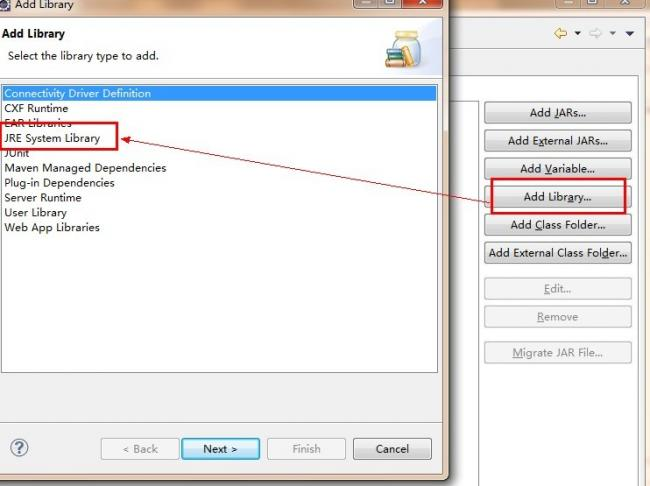 Add Library
Add Library
Select the library type to add.
Connectivity Driver Definition
CXF Runtime
EAR Libraries
JRE System Library
JUnit
Maven Managed Dependencies
Plug-in Dependencies
Server Runtime
User Library
Web App Libraries
< Back
Next >
Finish
Cancel
Add JARs...
Add External JARs...
Add Variable...
Add Library...
Add Class Folder...
Add External Class Folder...
Edit...
Remove
Migrate JAR File...